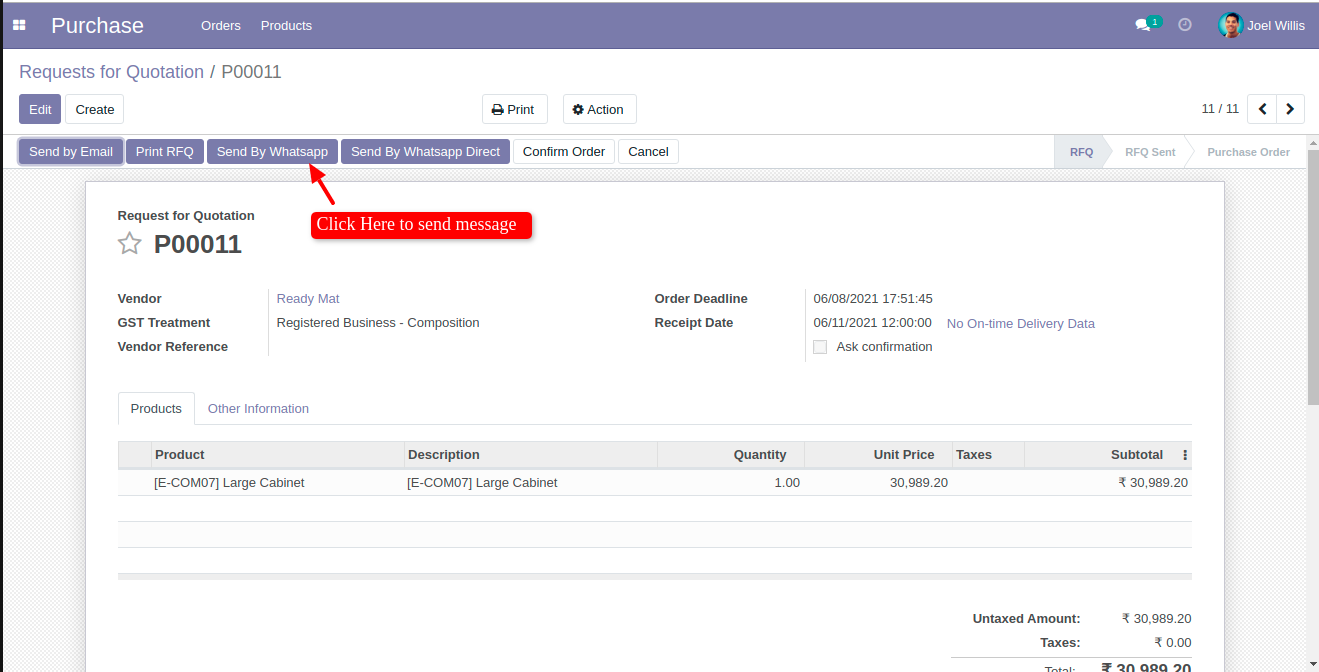 Purchase Orders Products 1 Joel Willis
Requests for Quotation / P00011
Edit Create Print Action 11 / 11
Send by Email Print RFQ Send By Whatsapp Send By Whatsapp Direct Confirm Order Cancel RFQ RFQ Sent Purchase Order
Request for Quotation
Click Here to send message
P00011
Vendor Ready Mat Order Deadline 06/08/2021 17:51:45
GST Treatment Registered Business - Composition Receipt Date 06/11/2021 12:00:00 No On-time Delivery Data
Vendor Reference Ask confirmation
Products Other Information
Product Description Quantity Unit Price Taxes Subtotal
[E-COM07] Large Cabinet [E-COM07] Large Cabinet 1.00 30,989.20 ₹ 30,989.20
Untaxed Amount: ₹ 30,989.20
Taxes: ₹ 0.00
Total: ₹ 30,989.20